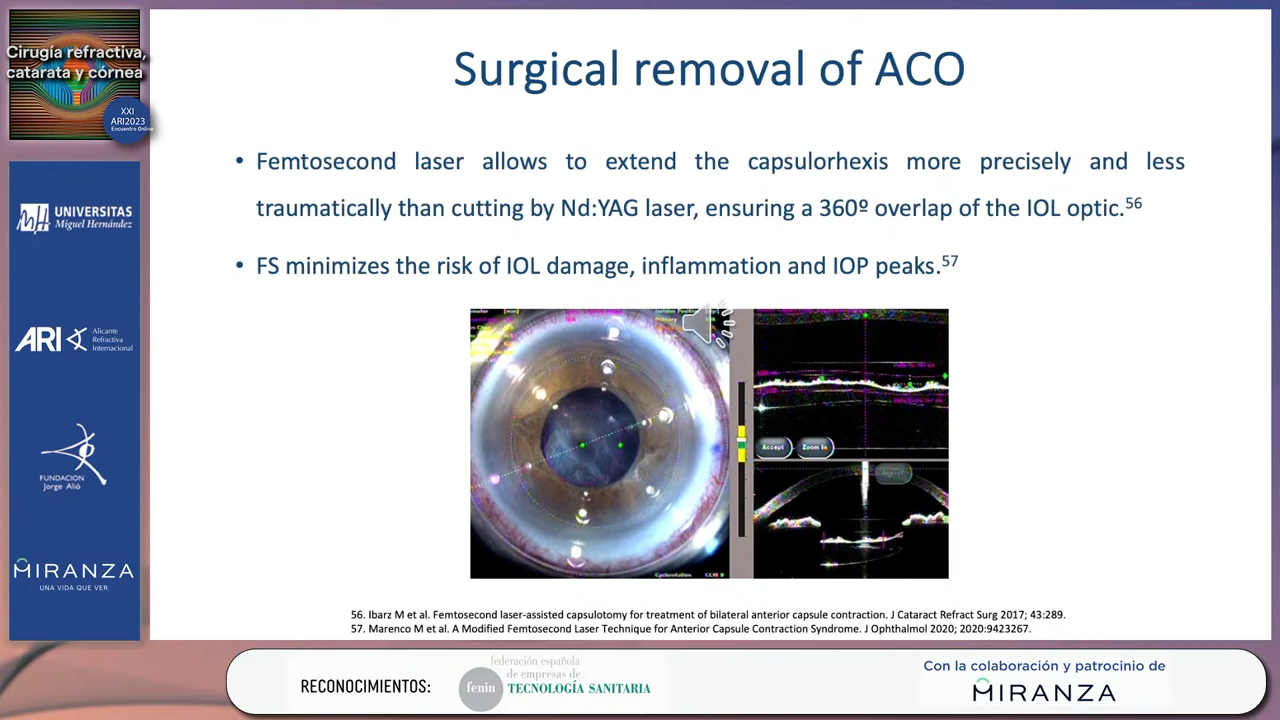 Cirugía refractiva,
catarata y córnea
XXI
ARI2023
Encuentro Online
UNIVERSITAS
Miguel Hernández
ARI
Alicante
Refractiva
Internacional
FUNDACION
Jorge Alió
MIRANZA
UNA VIDA QUE VER
Surgical removal of ACO
• Femtosecond laser allows to extend the capsulorhexis more precisely and less
traumatically than cutting by Nd:YAG laser, ensuring a 360º overlap of the IOL optic.56
• FS minimizes the risk of IOL damage, inflammation and IOP peaks.57
Accept
Zoom In
56. Ibarz M et al. Femtosecond laser-assisted capsulotomy for treatment of bilateral anterior capsule contraction. J Cataract Refract Surg 2017; 43:289.
57. Marenco M et al. A Modified Femtosecond Laser Technique for Anterior Capsule Contraction Syndrome. J Ophthalmol 2020; 2020:9423267.
RECONOCIMIENTOS:
fenin
federación española
de empresas de
TECNOLOGÍA SANITARIA
Con la colaboración y patrocinio de
MIRANZA